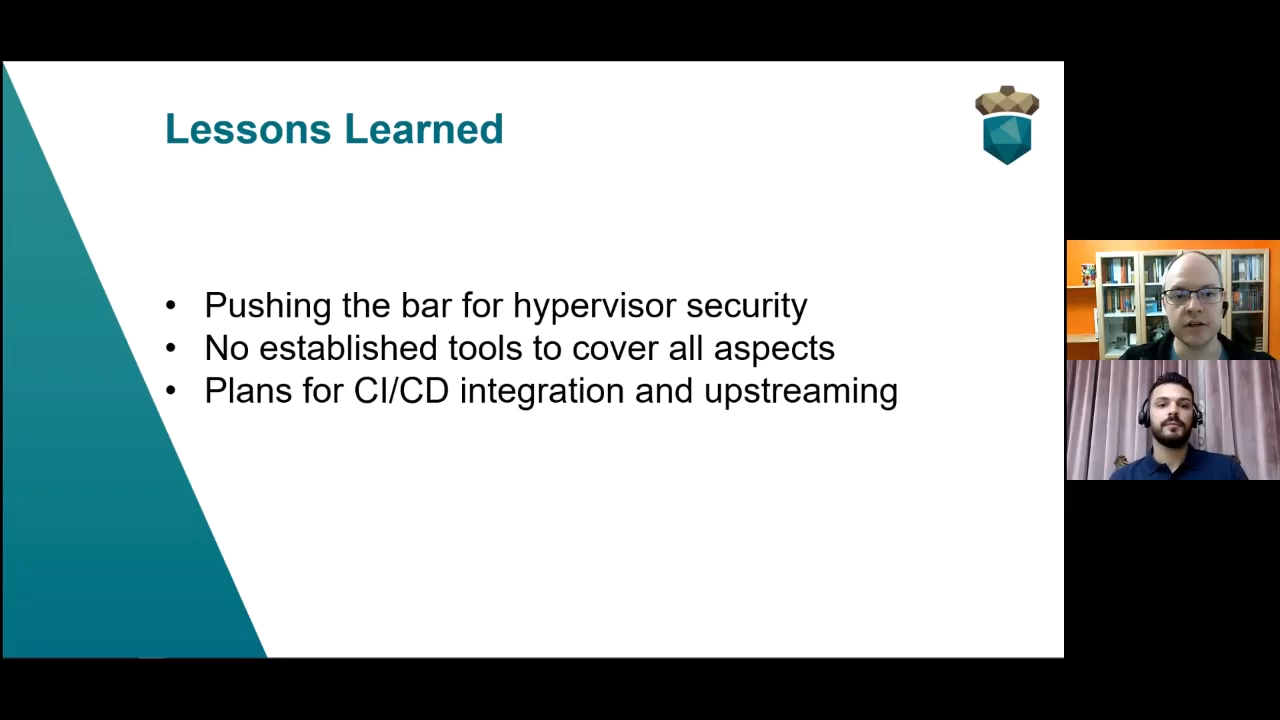 Lessons Learned
• Pushing the bar for hypervisor security
• No established tools to cover all aspects
• Plans for CI/CD integration and upstreaming